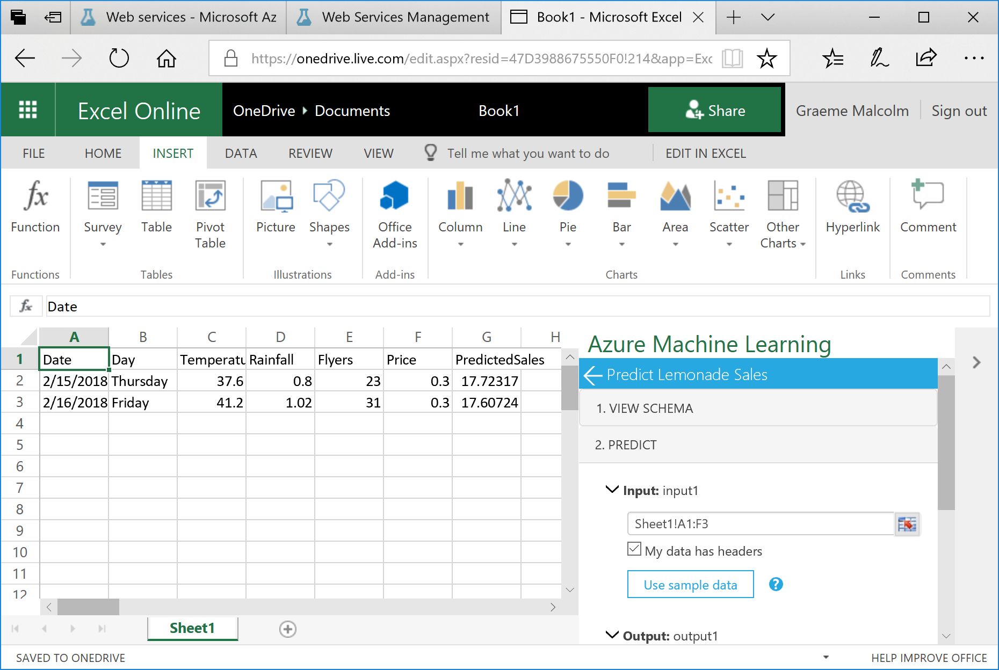 Web services - Microsoft Az
Web Services Management
Book1 - Microsoft Excel
https://onedrive.live.com/edit.aspx?resid=47D3988675550F0!214&app=Exc
Excel Online
OneDrive
Documents
Book1
Share
Graeme Malcolm
Sign out
FILE
HOME
INSERT
DATA
REVIEW
VIEW
Tell me what you want to do
EDIT IN EXCEL
fx
Function
Survey
Table
Pivot
Table
Picture
Shapes
Office
Add-ins
Column
Line
Pie
Bar
Area
Scatter
Other
Charts
Hyperlink
Comment
Functions
Tables
Illustrations
Add-ins
Charts
Links
Comments
fx Date
A B C D E F G H
1 Date Day Temperatu Rainfall Flyers Price PredictedSales
2 2/15/2018 Thursday 37.6 0.8 23 0.3 17.72317
3 2/16/2018 Friday 41.2 1.02 31 0.3 17.60724
4
5
6
7
8
9
10
11
12
Sheet1
Azure Machine Learning
Predict Lemonade Sales
1. VIEW SCHEMA
2. PREDICT
Input: input1
Sheet1!A1:F3
My data has headers
Use sample data
?
Output: output1
SAVED TO ONEDRIVE
HELP IMPROVE OFFICE